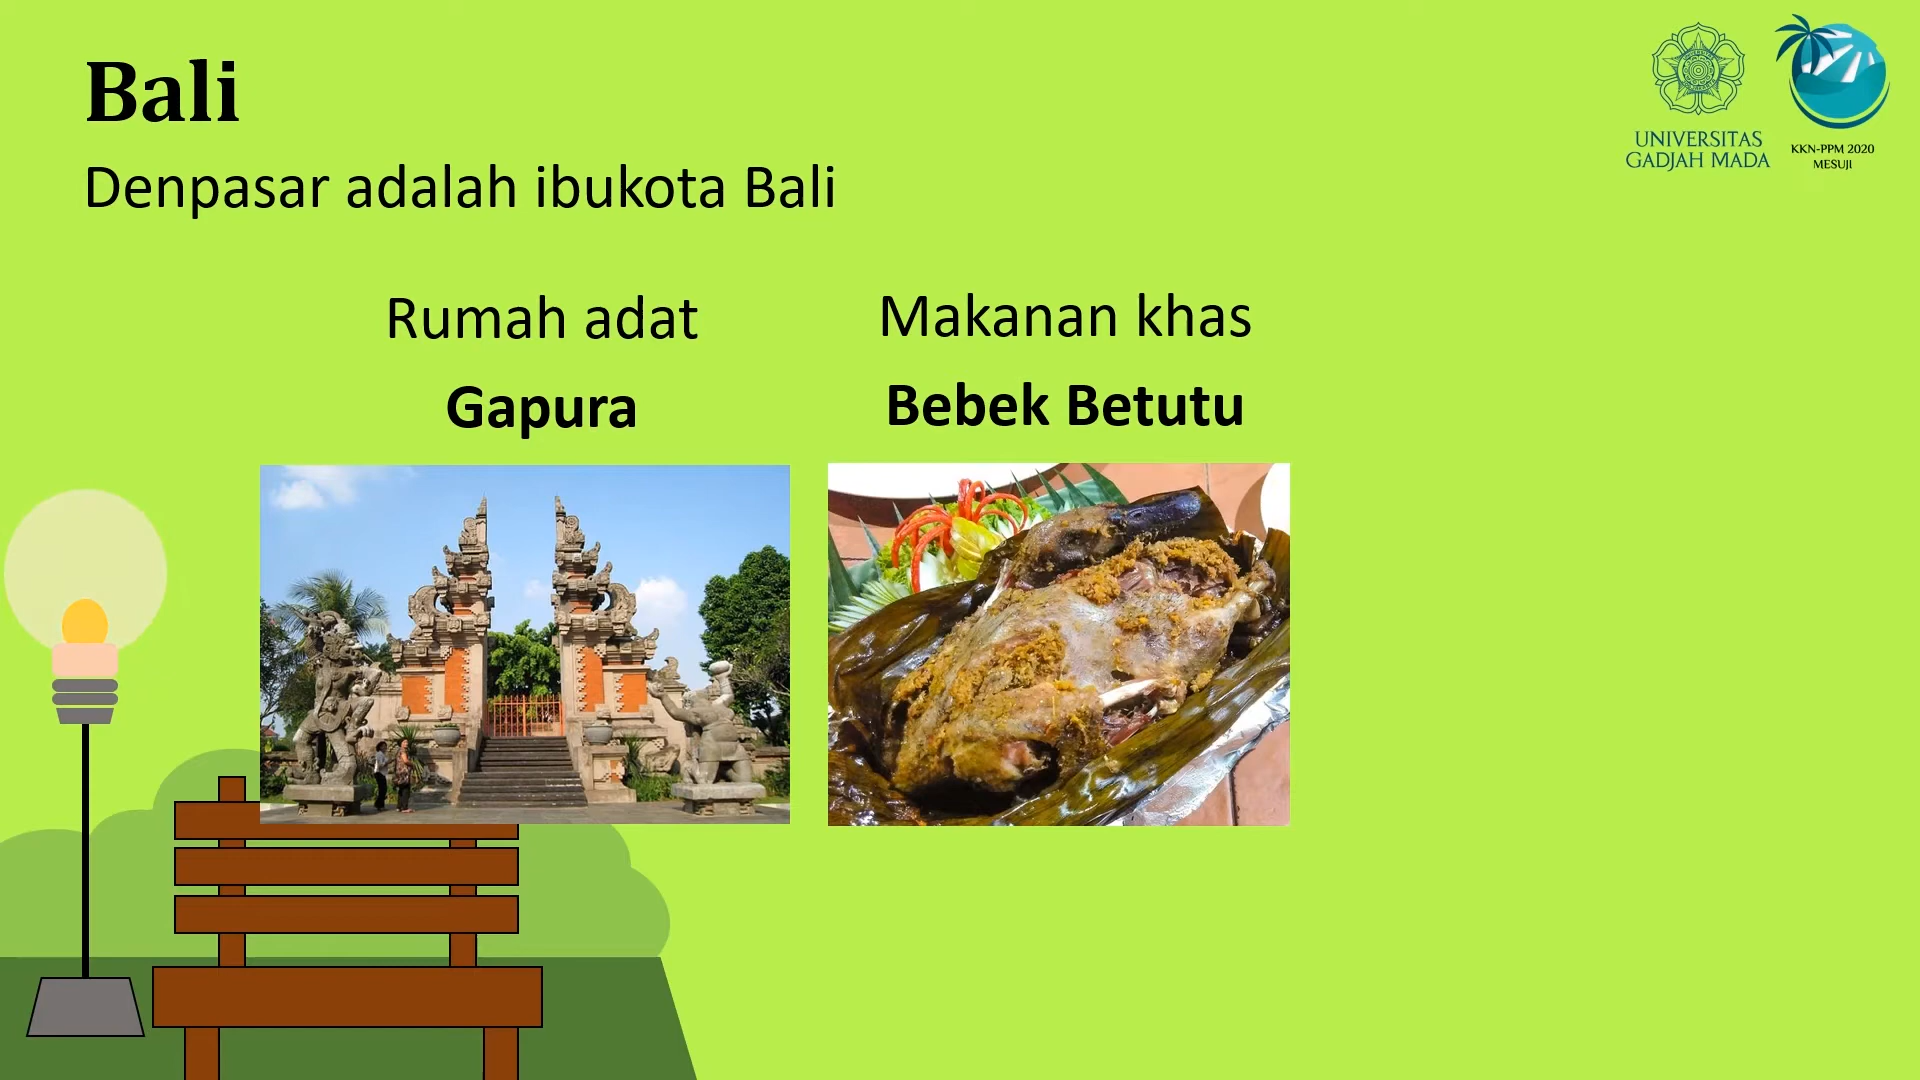 Bali
Denpasar adalah ibukota Bali
Rumah adat
Gapura
Makanan khas
Bebek Betutu
UNIVERSITAS
GADJAH MADA
KKN-PPM 2020
MESUJI